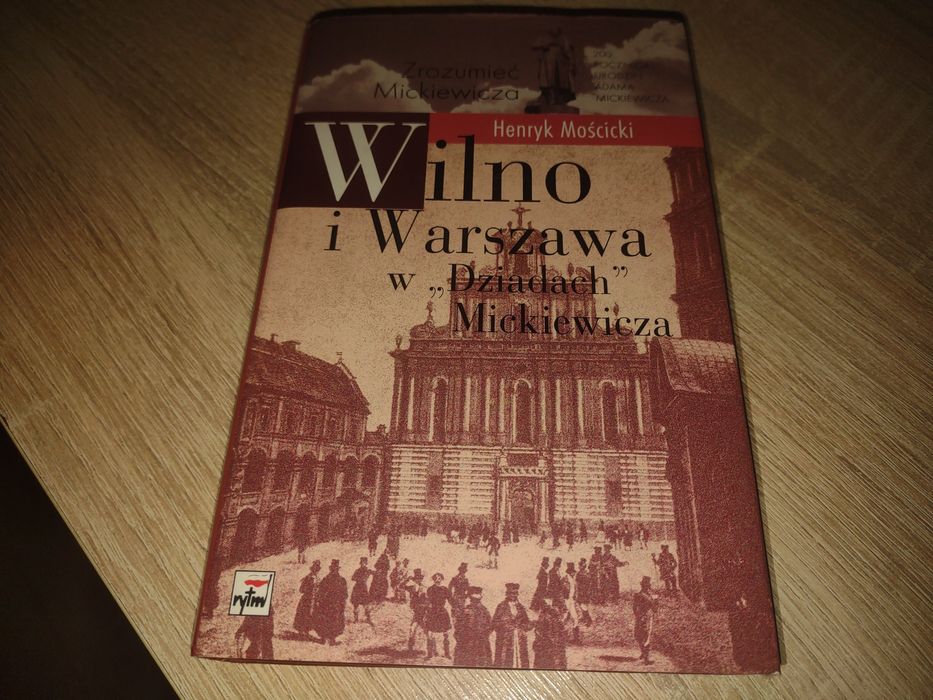 Zrozumieć
Mickiewicza
200
ROCZNICA
URODZIN
ADAMA
MICKIEWICZA
Henryk Mościcki
Wilno
i Warszawa
w „Dziadach”
Mickiewicza
rytm